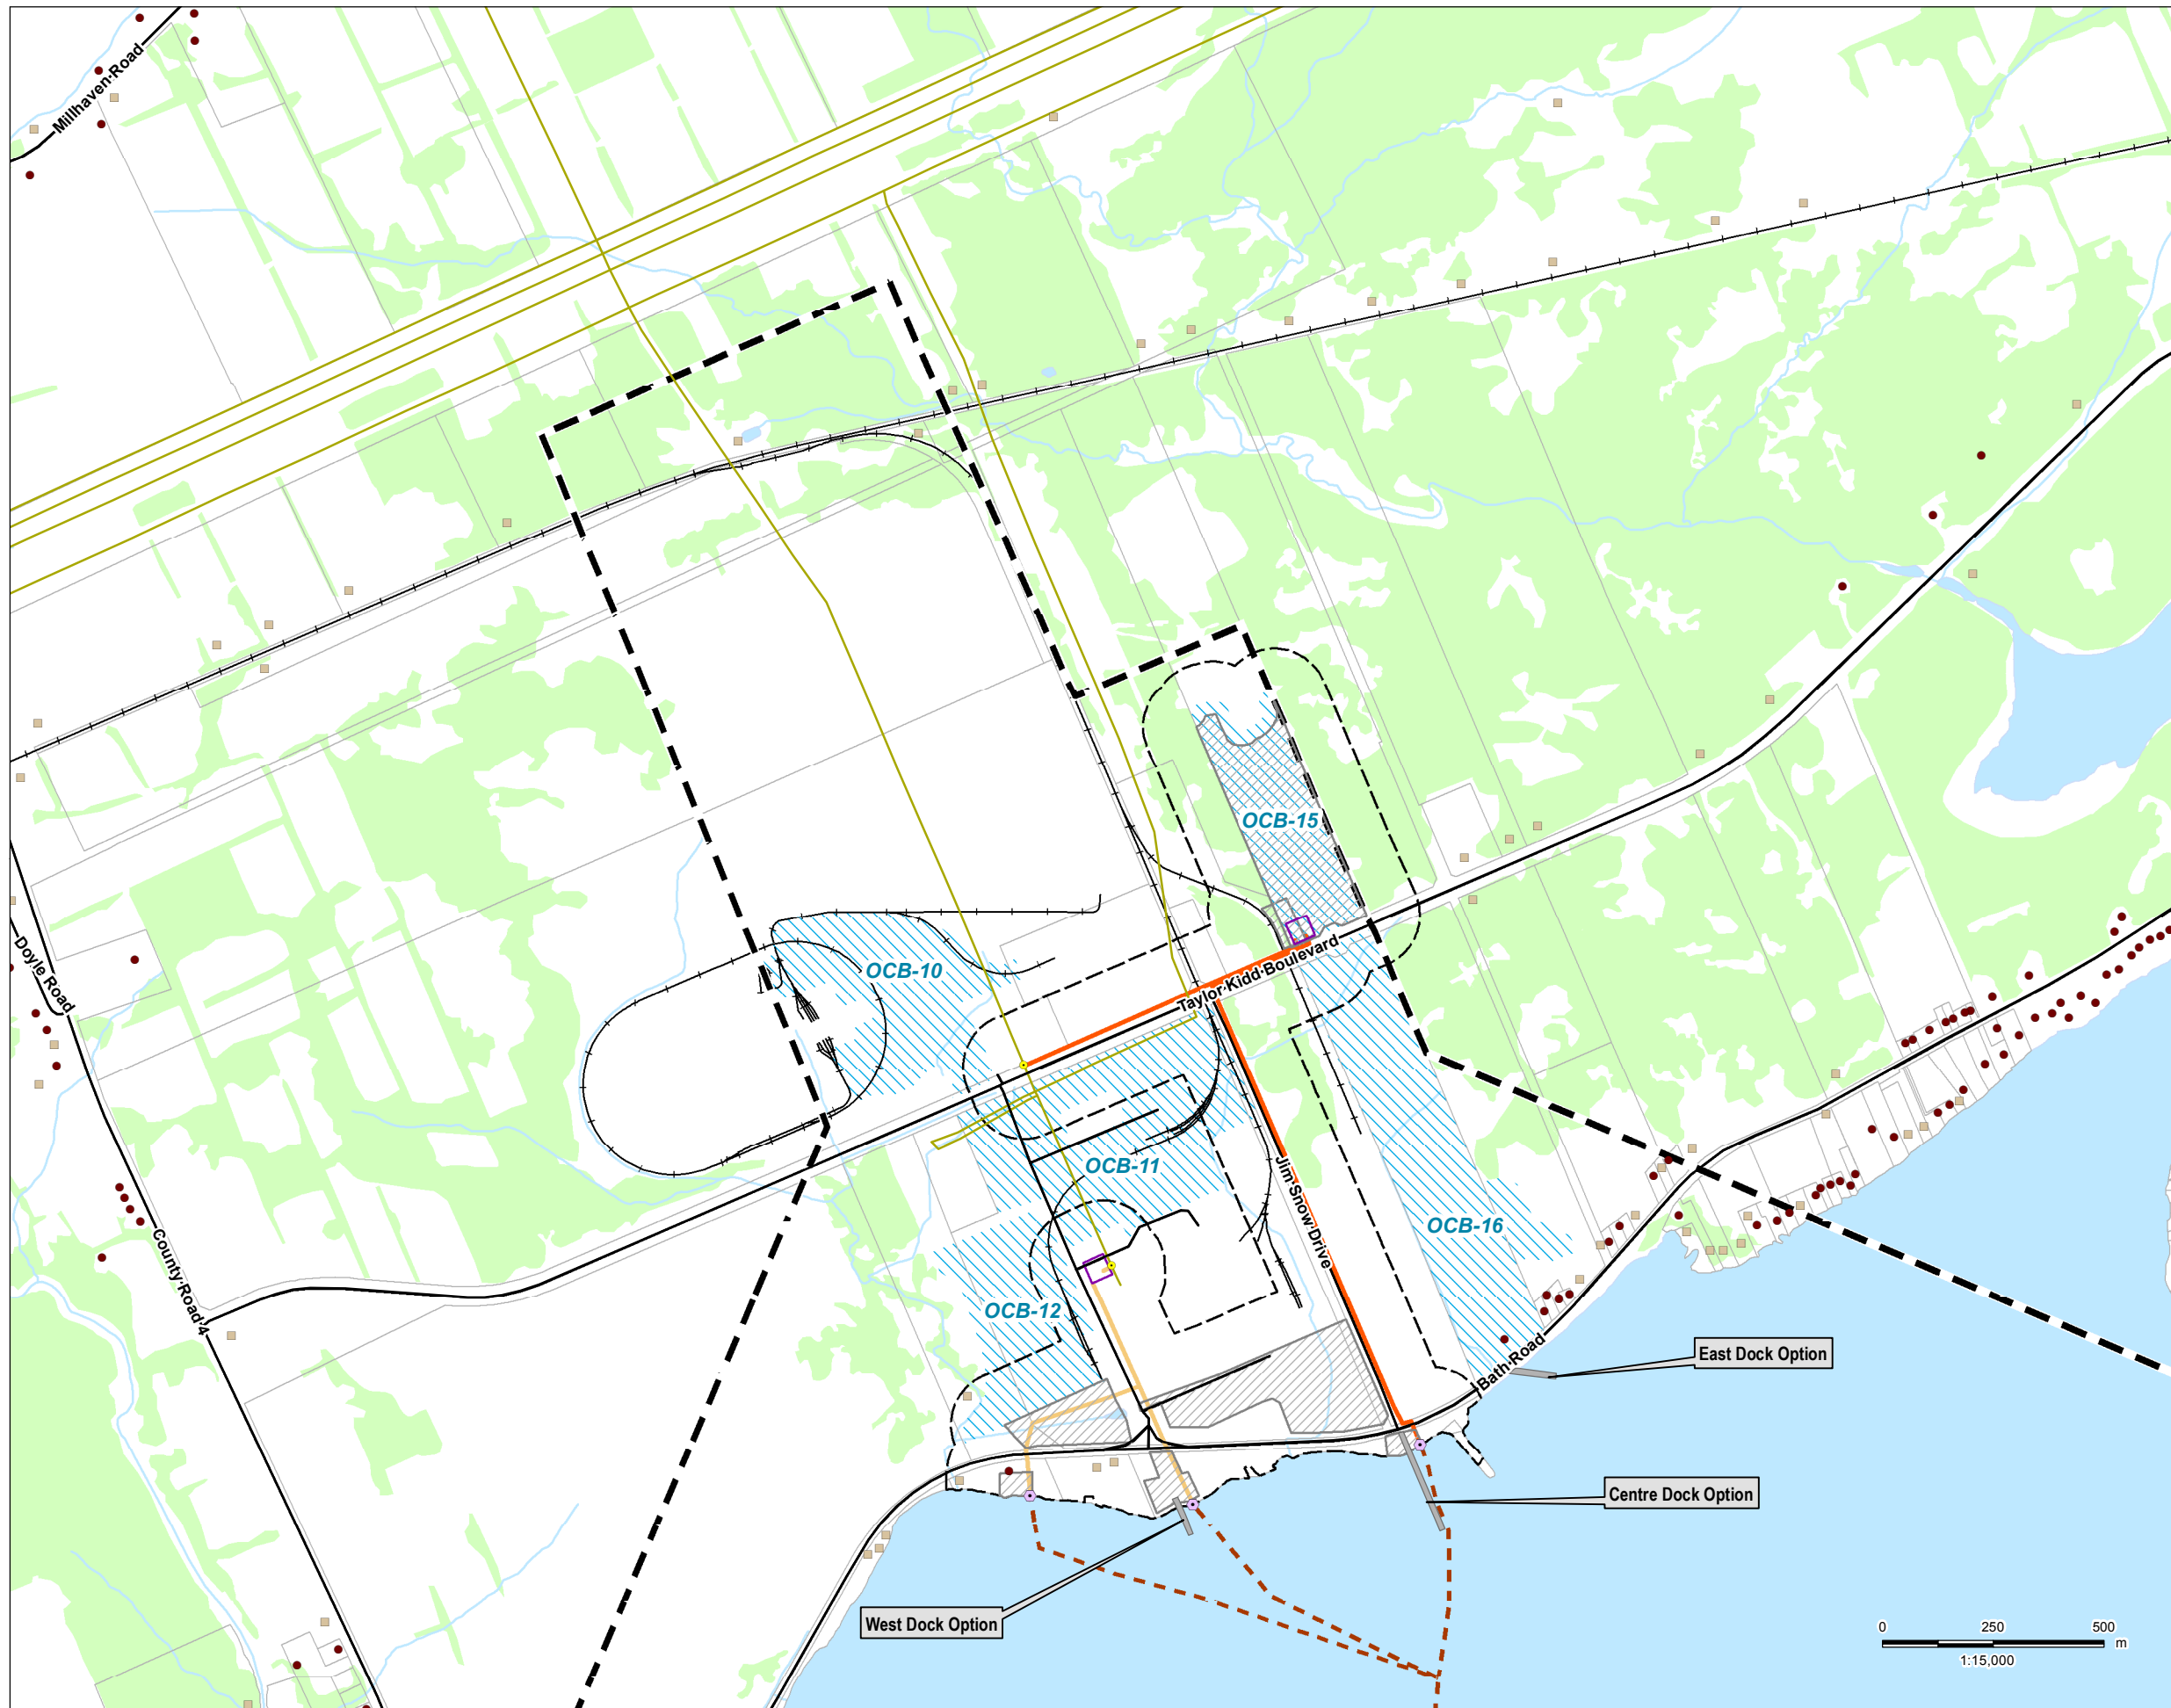 Millhaven Road
OCB-15
Taylor Kidd Boulevard
OCB-10
Doyle Road
OCB-11
Jim Snow Drive
OCB-16
County Road 4
OCB-12
East Dock Option
Bath Road
Centre Dock Option
West Dock Option
0 250 500
m
1:15,000